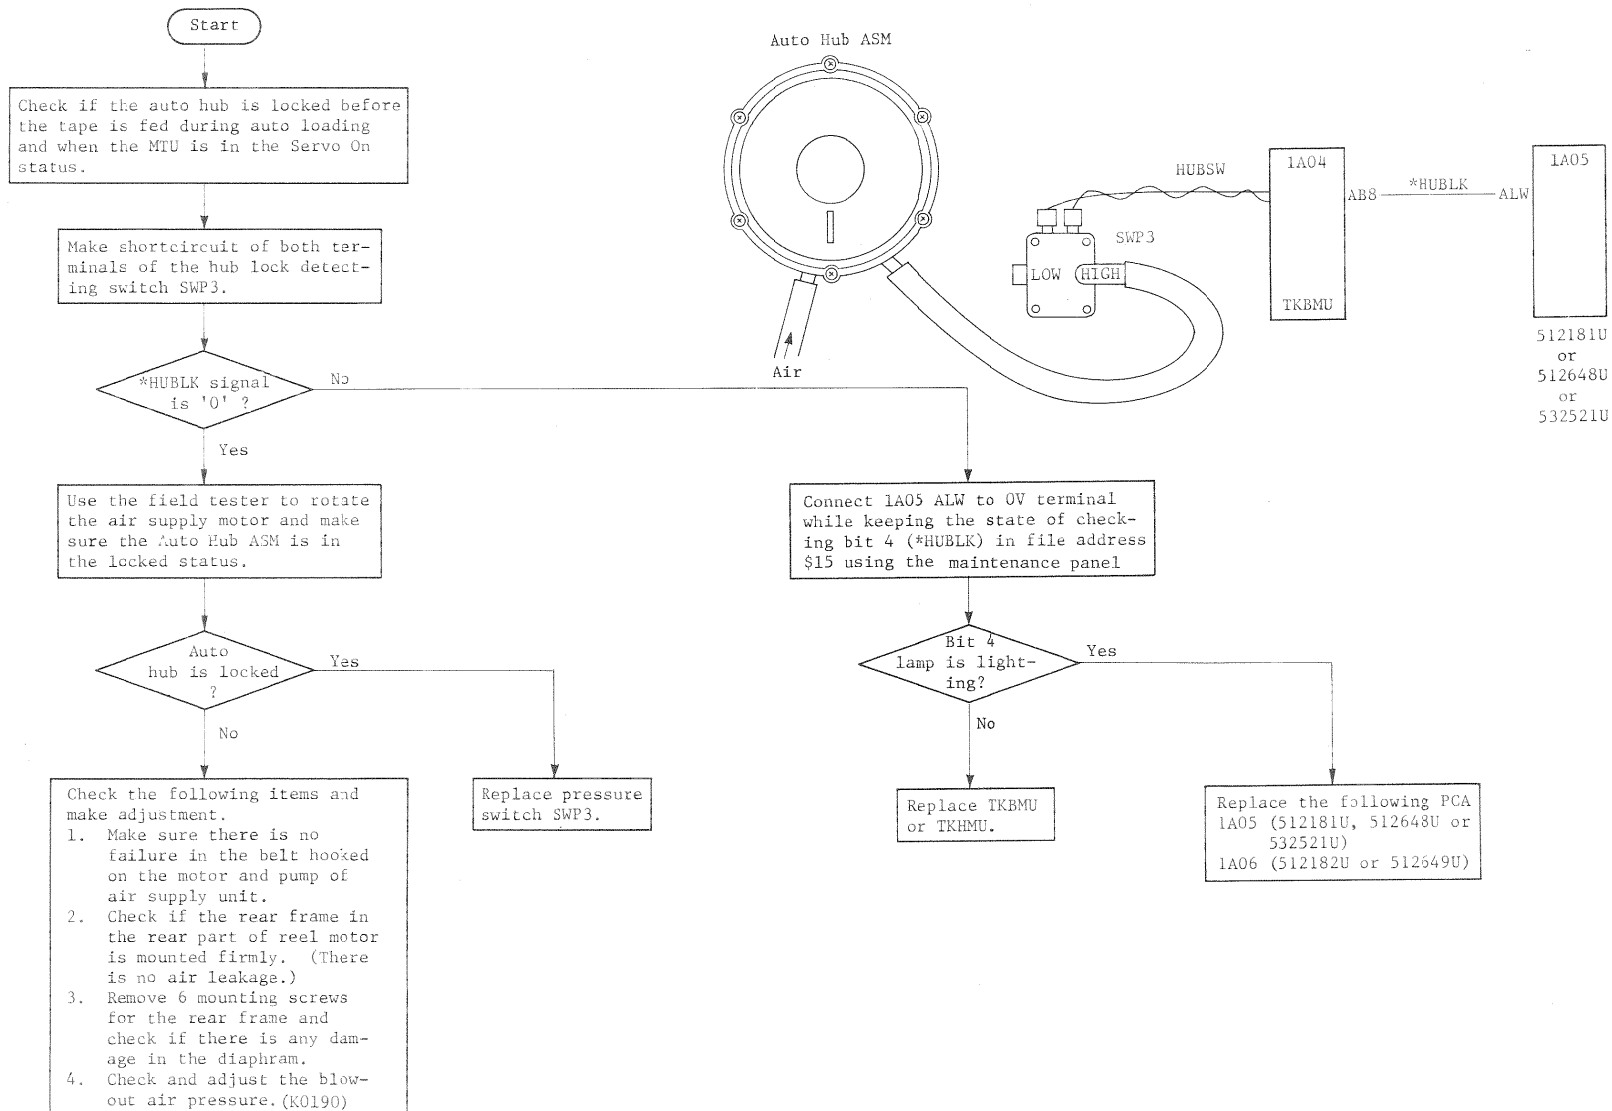 Start
Check if the auto hub is locked before
the tape is fed during auto loading
and when the MTU is in the Servo On
status.
Make shortcircuit of both ter-
minals of the hub lock detect-
ing switch SWP3.
*HUBLK signal
is '0' ?
No
Yes
Use the field tester to rotate
the air supply motor and make
sure the Auto Hub ASM is in
the locked status.
Auto
hub is locked
?
Yes
No
Check the following items and
make adjustment.
1. Make sure there is no
failure in the belt hooked
on the motor and pump of
air supply unit.
2. Check if the rear frame in
the rear part of reel motor
is mounted firmly. (There
is no air leakage.)
3. Remove 6 mounting screws
for the rear frame and
check if there is any dam-
age in the diaphram.
4. Check and adjust the blow-
out air pressure. (K0190)
Replace pressure
switch SWP3.
Auto Hub ASM
Air
HUBSW
SWP3
LOW
HIGH
1A04
TKBMU
AB8
*HUBLK
ALW
1A05
512181U
or
512648U
or
532521U
Connect 1A05 ALW to 0V terminal
while keeping the state of check-
ing bit 4 (*HUBLK) in file address
$15 using the maintenance panel
Bit 4
lamp is light-
ing?
Yes
No
Replace TKBMU
or TKHMU.
Replace the following PCA
1A05 (512181U, 512648U or
532521U)
1A06 (512182U or 512649U)